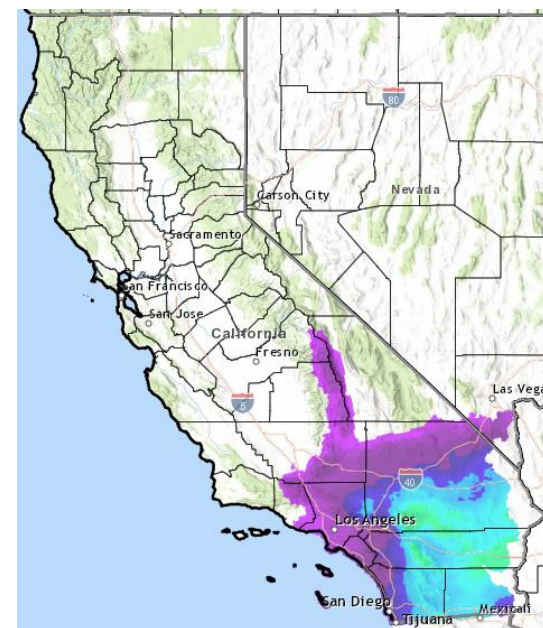 80
Carson City
Nevada
Sacramento
San Francisco
San Jose
California
Fresno
5
Las Vega
40
Los Angeles
San Diego
Mexicali
Tijuana